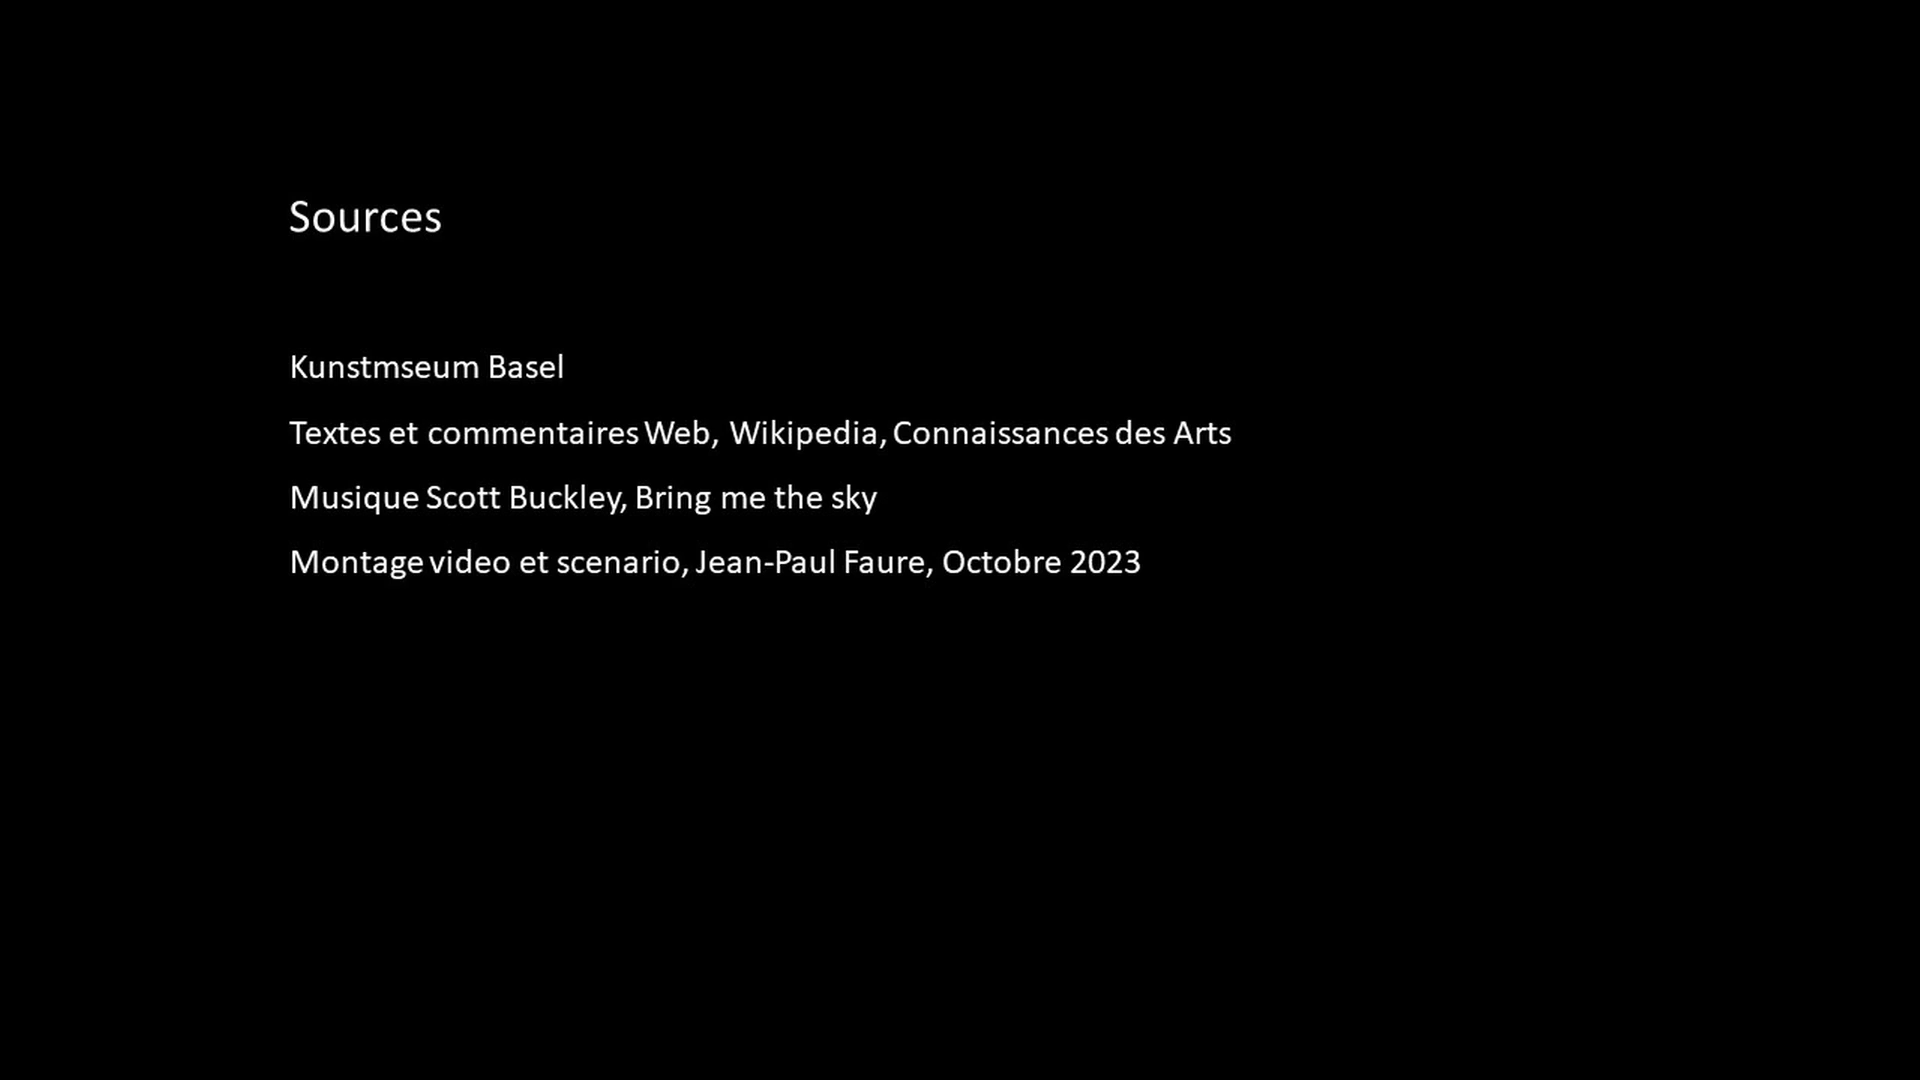 Sources
Kunstmseum Basel
Textes et commentaires Web, Wikipedia, Connaissances des Arts
Musique Scott Buckley, Bring me the sky
Montage video et scenario, Jean-Paul Faure, Octobre 2023